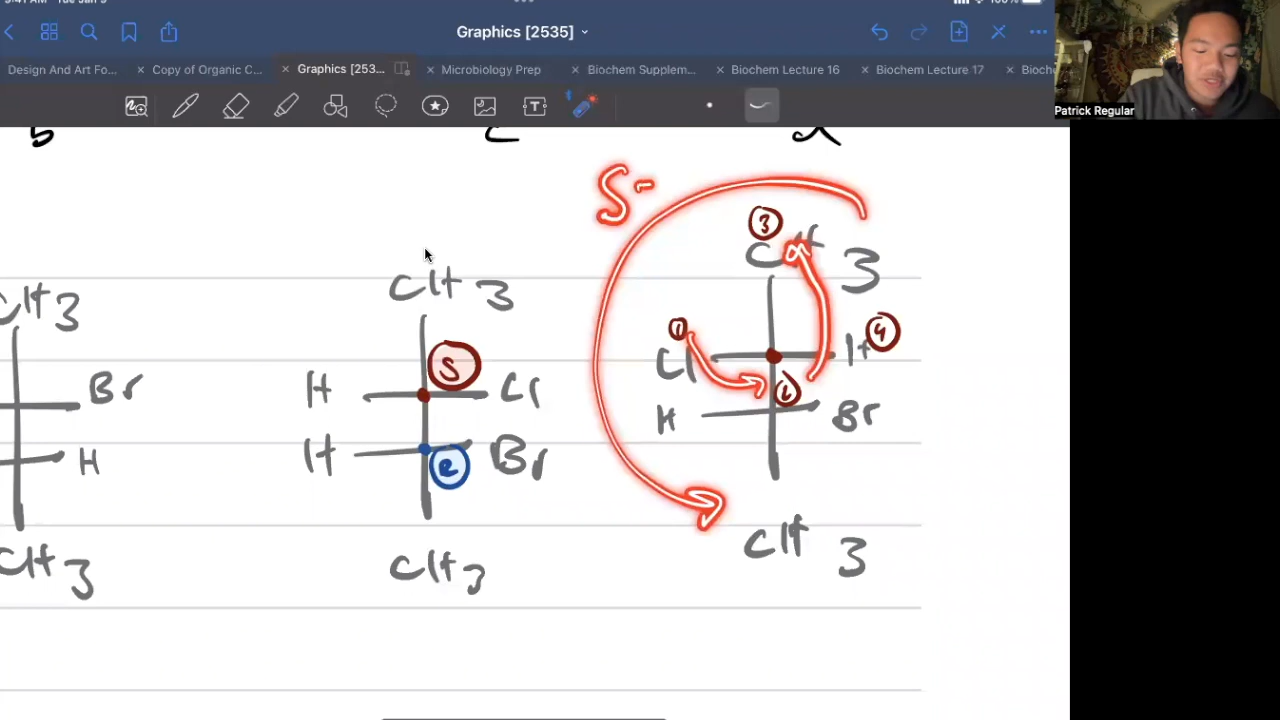 Graphics [2535]
Design And Art Fo...
Copy of Organic C...
Graphics [253...
Microbiology Prep
Biochem Supplem...
Biochem Lecture 16
Biochem Lecture 17
Bioche
Patrick Regular
b
c
d
CH3
Br
H
CH3
CH3
H S Cl
H R Br
CH3
S-
3
CH3
1
Cl H 4
2
H Br
CH3